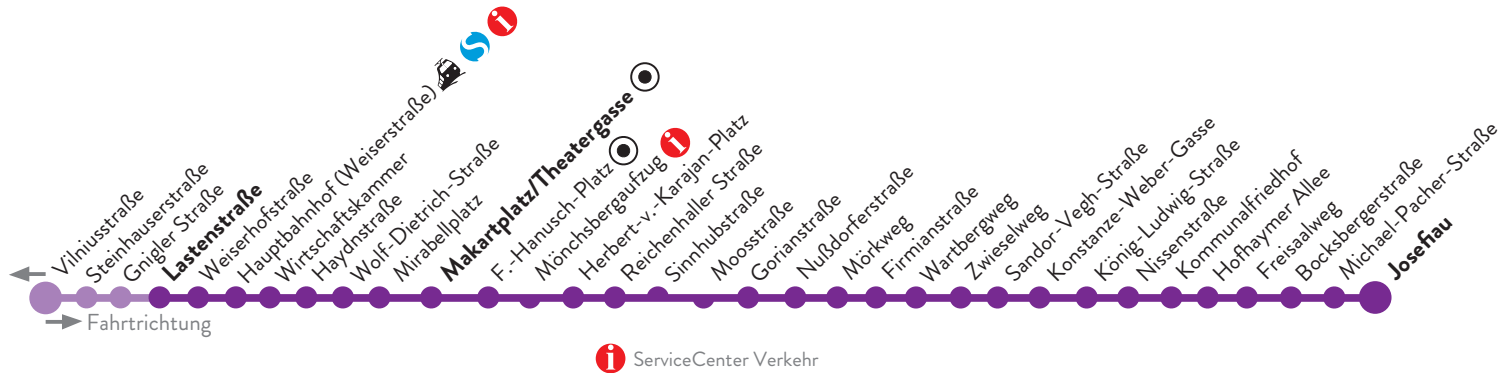 Vilniusstraße
Steinhauserstraße
Gnigler Straße
Lastenstraße
Weiserhofstraße
Hauptbahnhof (Weiserstraße)
S
i
Wirtschaftskammer
Haydnstraße
Wolf-Dietrich-Straße
Mirabellplatz
Makartplatz/Theatergasse
F.-Hanusch-Platz
Mönchsbergaufzug
i
Herbert-v.-Karajan-Platz
Reichenhaller Straße
Sinnhubstraße
Moosstraße
Gorianstraße
Nußdorferstraße
Mörkweg
Firmianstraße
Wartbergweg
Zwieselweg
Sandor-Vegh-Straße
Konstanze-Weber-Gasse
König-Ludwig-Straße
Nissenstraße
Kommunalfriedhof
Hofhaymer Allee
Freisaalweg
Bocksbergerstraße
Michael-Pacher-Straße
Josefiau
Fahrtrichtung
i ServiceCenter Verkehr